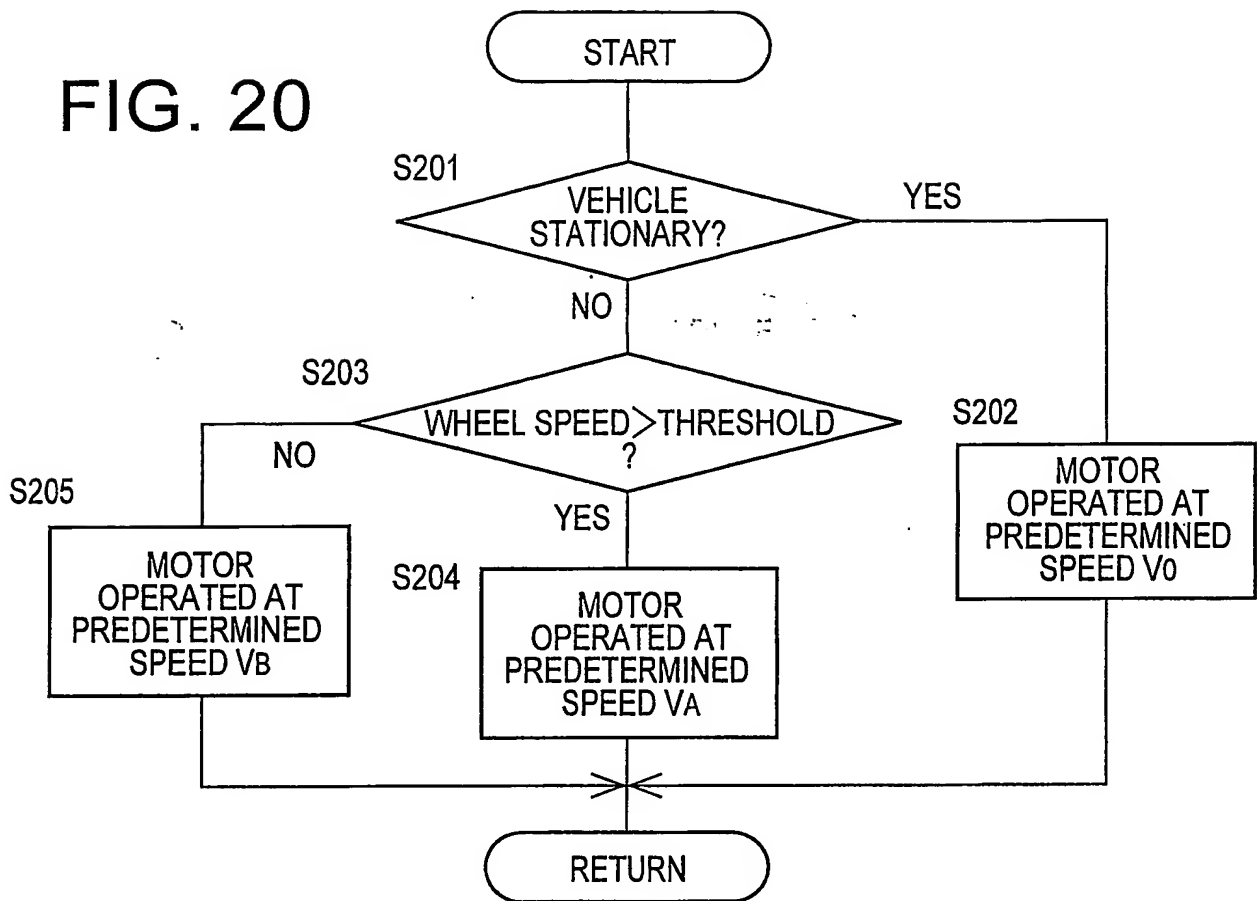 FIG. 20
START
S201
VEHICLE
STATIONARY?
YES
NO
S203
WHEEL SPEED>THRESHOLD
?
NO
YES
S202
MOTOR
OPERATED AT
PREDETERMINED
SPEED V0
S205
MOTOR
OPERATED AT
PREDETERMINED
SPEED VB
S204
MOTOR
OPERATED AT
PREDETERMINED
SPEED VA
RETURN